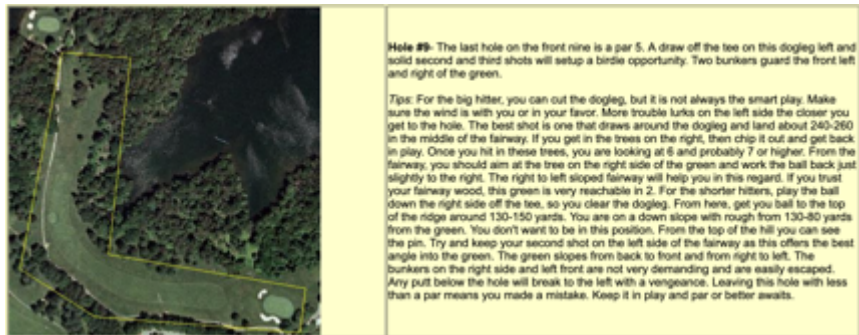 Hole #9- The last hole on the front nine is a par 5. A draw off the tee on this dogleg left and
solid second and third shots will setup a birdie opportunity. Two bunkers guard the front left
and right of the green.
Tips: For the big hitter, you can cut the dogleg, but it is not always the smart play. Make
sure the wind is with you or in your favor. More trouble lurks on the left side the closer you
get to the hole. The best shot is one that draws around the dogleg and land about 240-260
in the middle of the fairway. If you get in the trees on the right, then chip it out and get back
in play. Once you hit in these trees, you are looking at 6 and probably 7 or higher. From the
fairway, you should aim at the tree on the right side of the green and work the ball back just
slightly to the right. The right to left sloped fairway will help you in this regard. If you trust
your fairway wood, this green is very reachable in 2. For the shorter hitters, play the ball
down the right side off the tee, so you clear the dogleg. From here, get you ball to the top
of the ridge around 130-150 yards. You are on a down slope with rough from 130-80 yards
from the green. You don't want to be in this position. From the top of the hill you can see
the pin. Try and keep your second shot on the left side of the fairway as this offers the best
angle into the green. The green slopes from back to front and from right to left. The
bunkers on the right side and left front are not very demanding and are easily escaped.
Any putt below the hole will break to the left with a vengeance. Leaving this hole with less
than a par means you made a mistake. Keep it in play and par or better awaits.